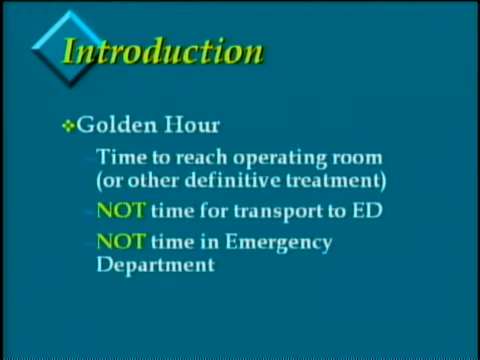 Introduction
Golden Hour
–Time to reach operating room
(or other definitive treatment)
–NOT time for transport to ED
–NOT time in Emergency
Department